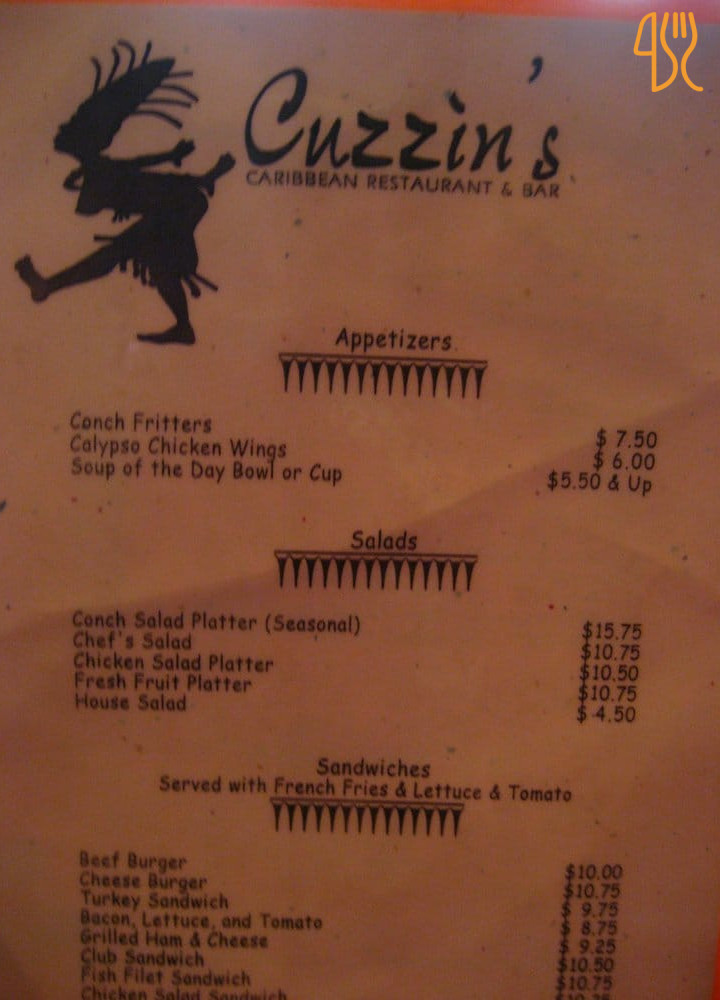 Cuzzin's
CARIBBEAN RESTAURANT & BAR
Appetizers
Conch Fritters $ 7.50
Calypso Chicken Wings $ 6.00
Soup of the Day Bowl or Cup $5.50 & Up
Salads
Conch Salad Platter (Seasonal) $15.75
Chef's Salad $10.75
Chicken Salad Platter $10.50
Fresh Fruit Platter $10.75
House Salad $ 4.50
Sandwiches
Served with French Fries & Lettuce & Tomato
Beef Burger $10.00
Cheese Burger $10.75
Turkey Sandwich $ 9.75
Bacon, Lettuce, and Tomato $ 8.75
Grilled Ham & Cheese $ 9.25
Club Sandwich $10.50
Fish Filet Sandwich $10.75
Chicken Salad Sandwich